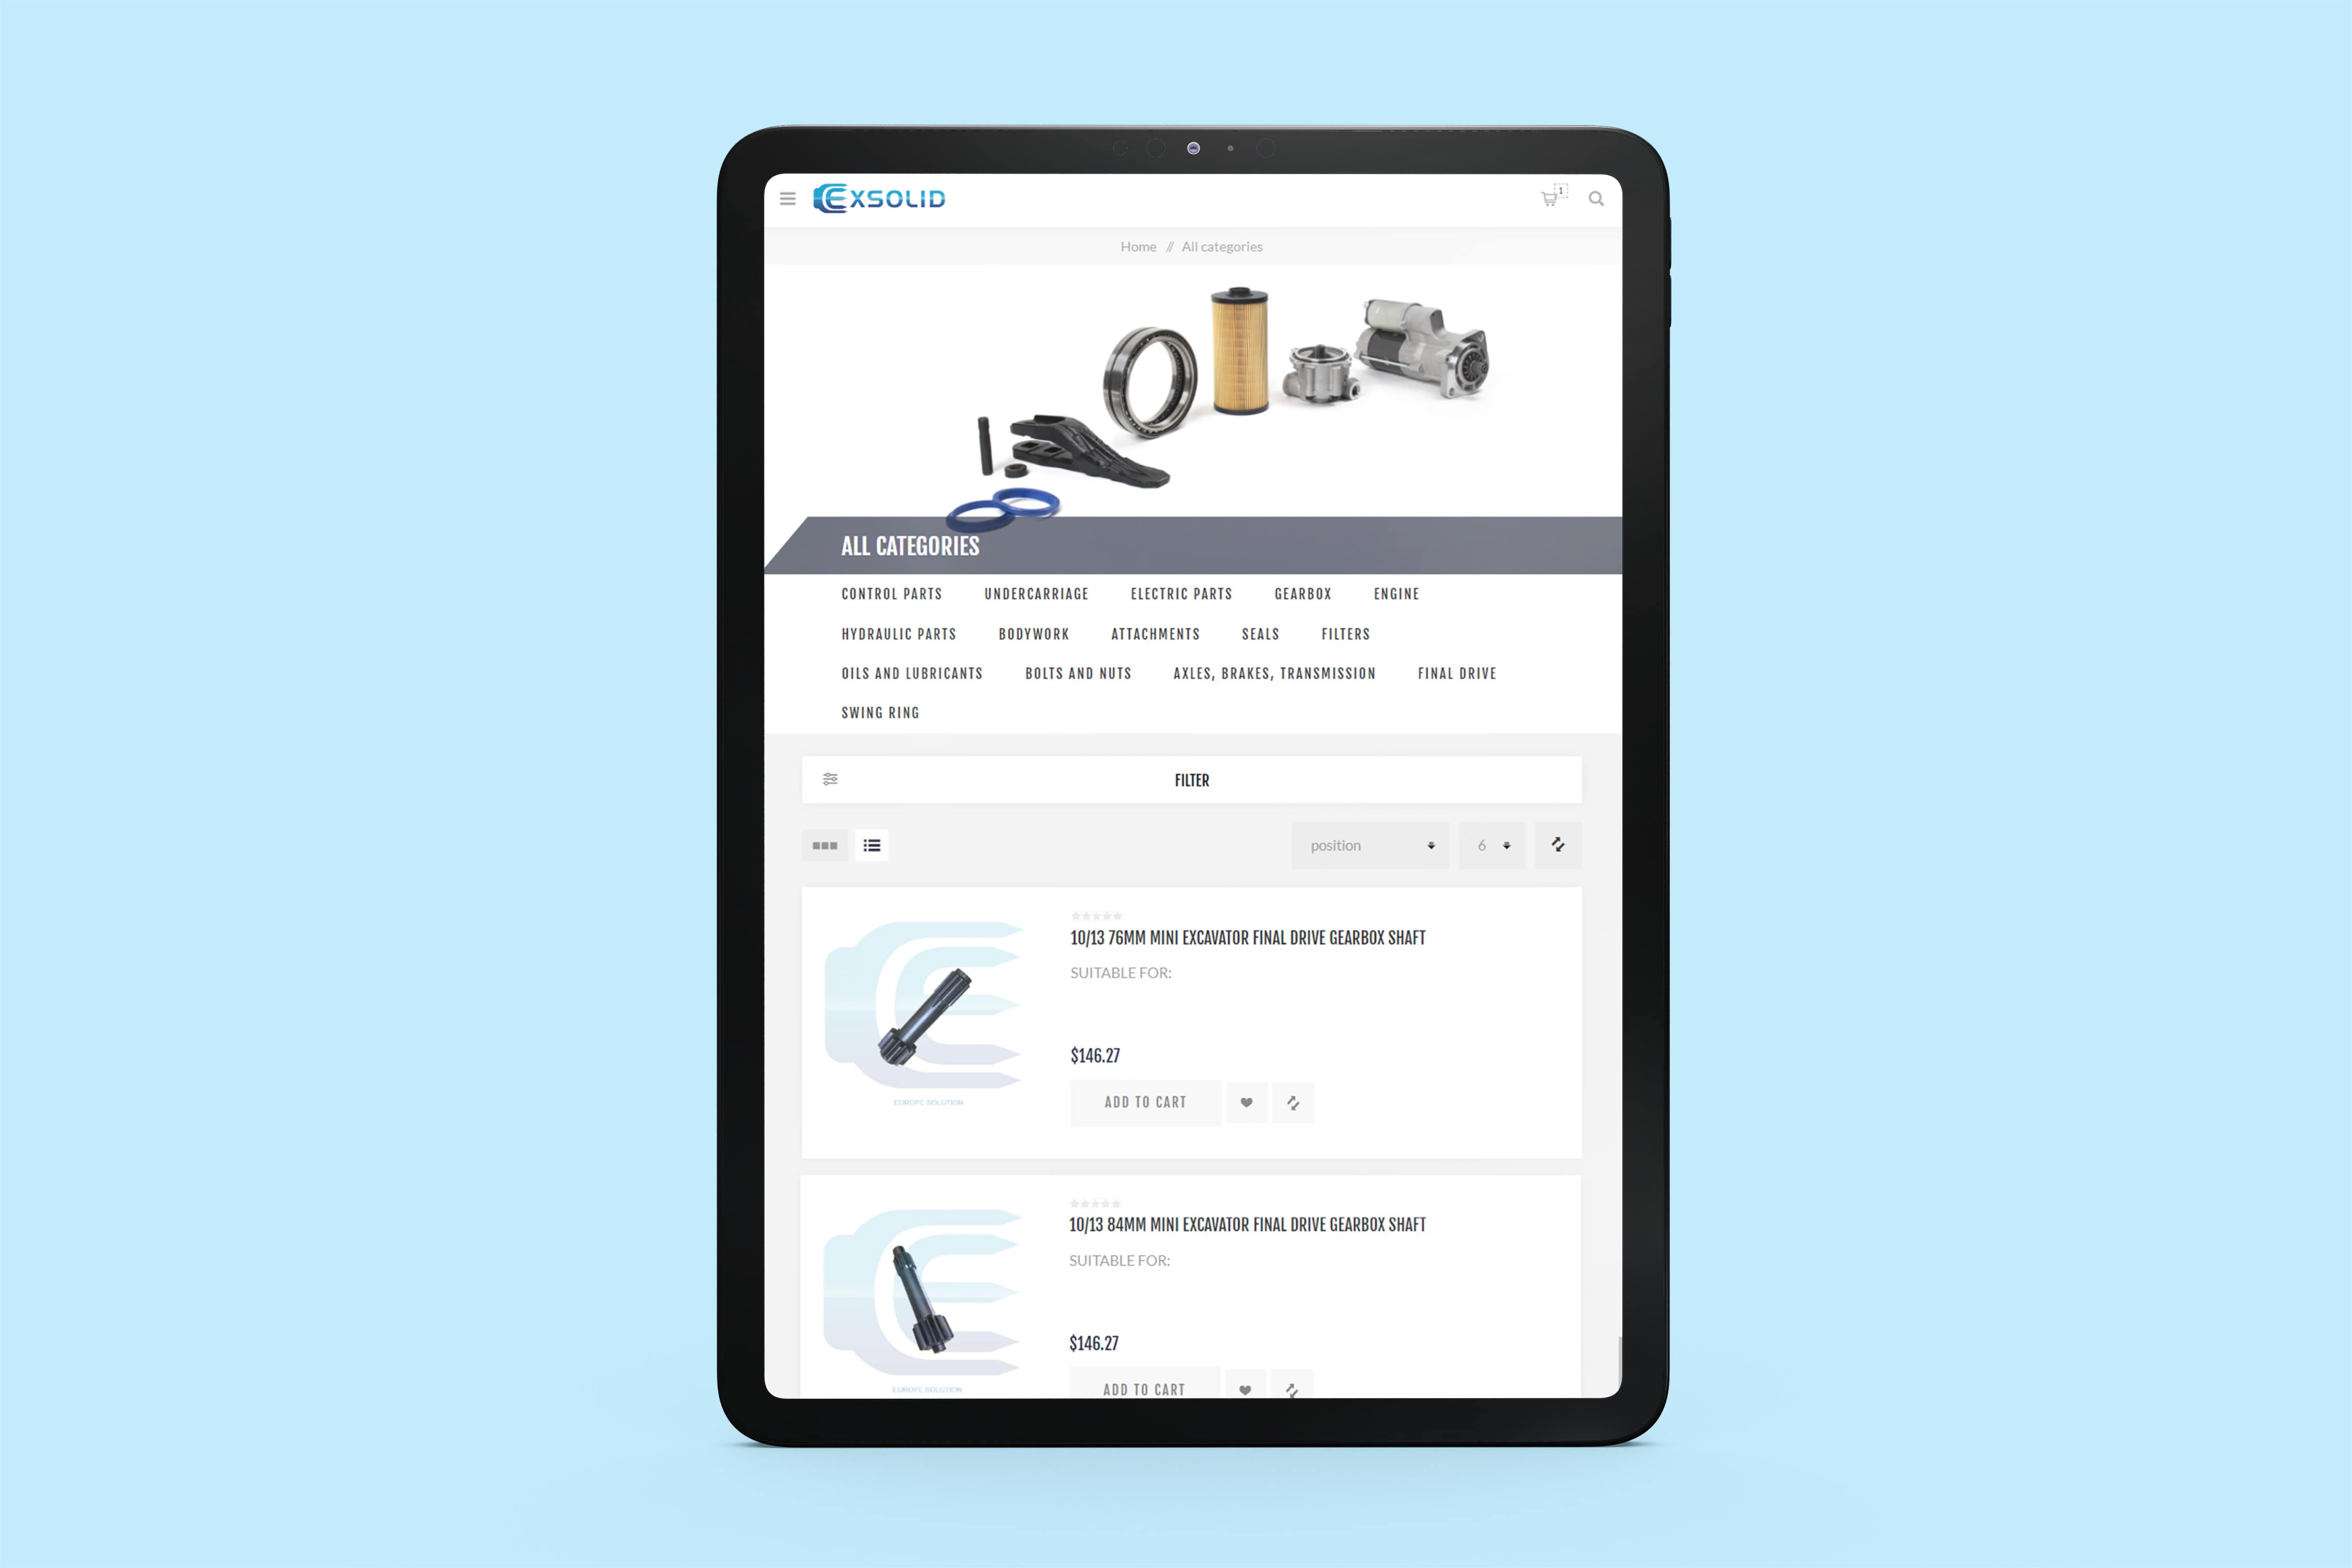 EXSOLID
1
Home // All categories
ALL CATEGORIES
CONTROL PARTS UNDERCARRIAGE ELECTRIC PARTS GEARBOX ENGINE
HYDRAULIC PARTS BODYWORK ATTACHMENTS SEALS FILTERS
OILS AND LUBRICANTS BOLTS AND NUTS AXLES, BRAKES, TRANSMISSION FINAL DRIVE
SWING RING
FILTER
position 6
10/13 76MM MINI EXCAVATOR FINAL DRIVE GEARBOX SHAFT
SUITABLE FOR:
$146.27
ADD TO CART
EUROPE SOLUTION
10/13 84MM MINI EXCAVATOR FINAL DRIVE GEARBOX SHAFT
SUITABLE FOR:
$146.27
ADD TO CART
EUROPE SOLUTION